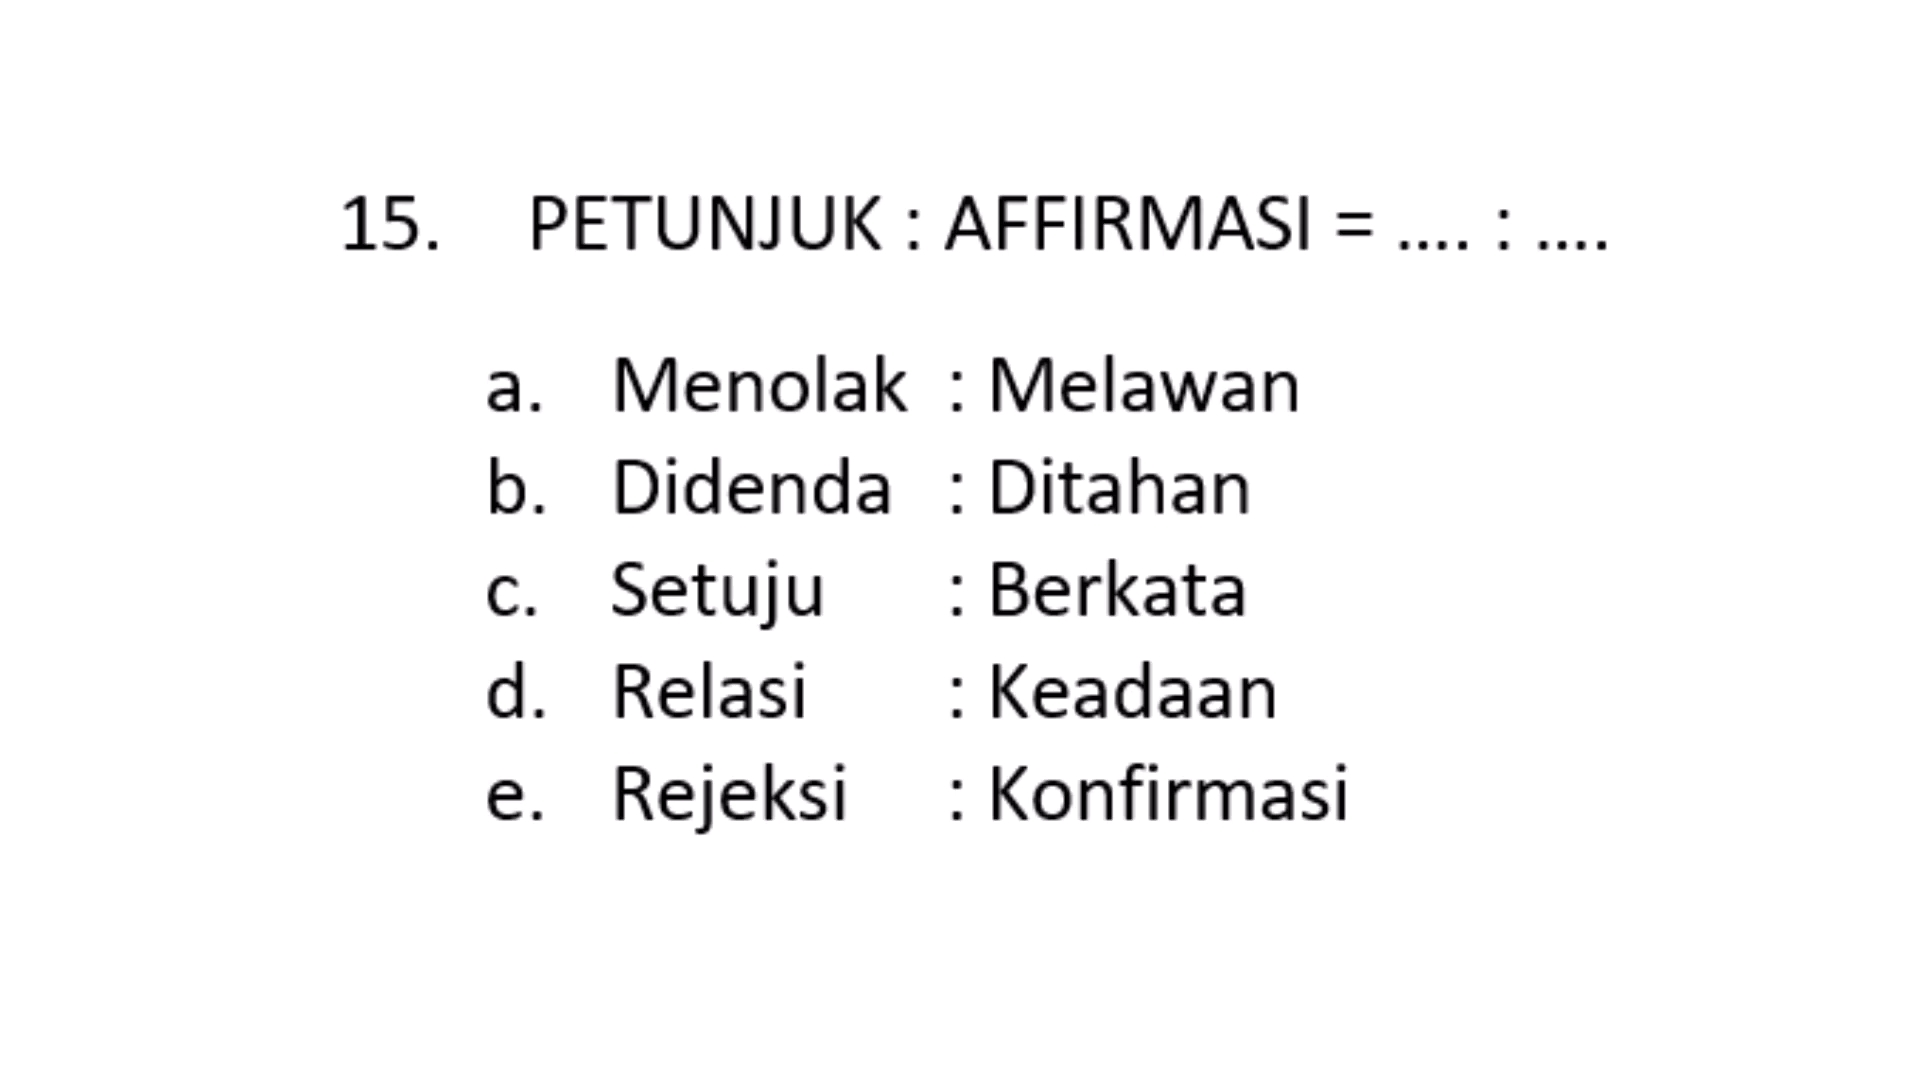 15. PETUNJUK : AFFIRMASI = .... : ....
a. Menolak : Melawan
b. Didenda : Ditahan
c. Setuju : Berkata
d. Relasi : Keadaan
e. Rejeksi : Konfirmasi